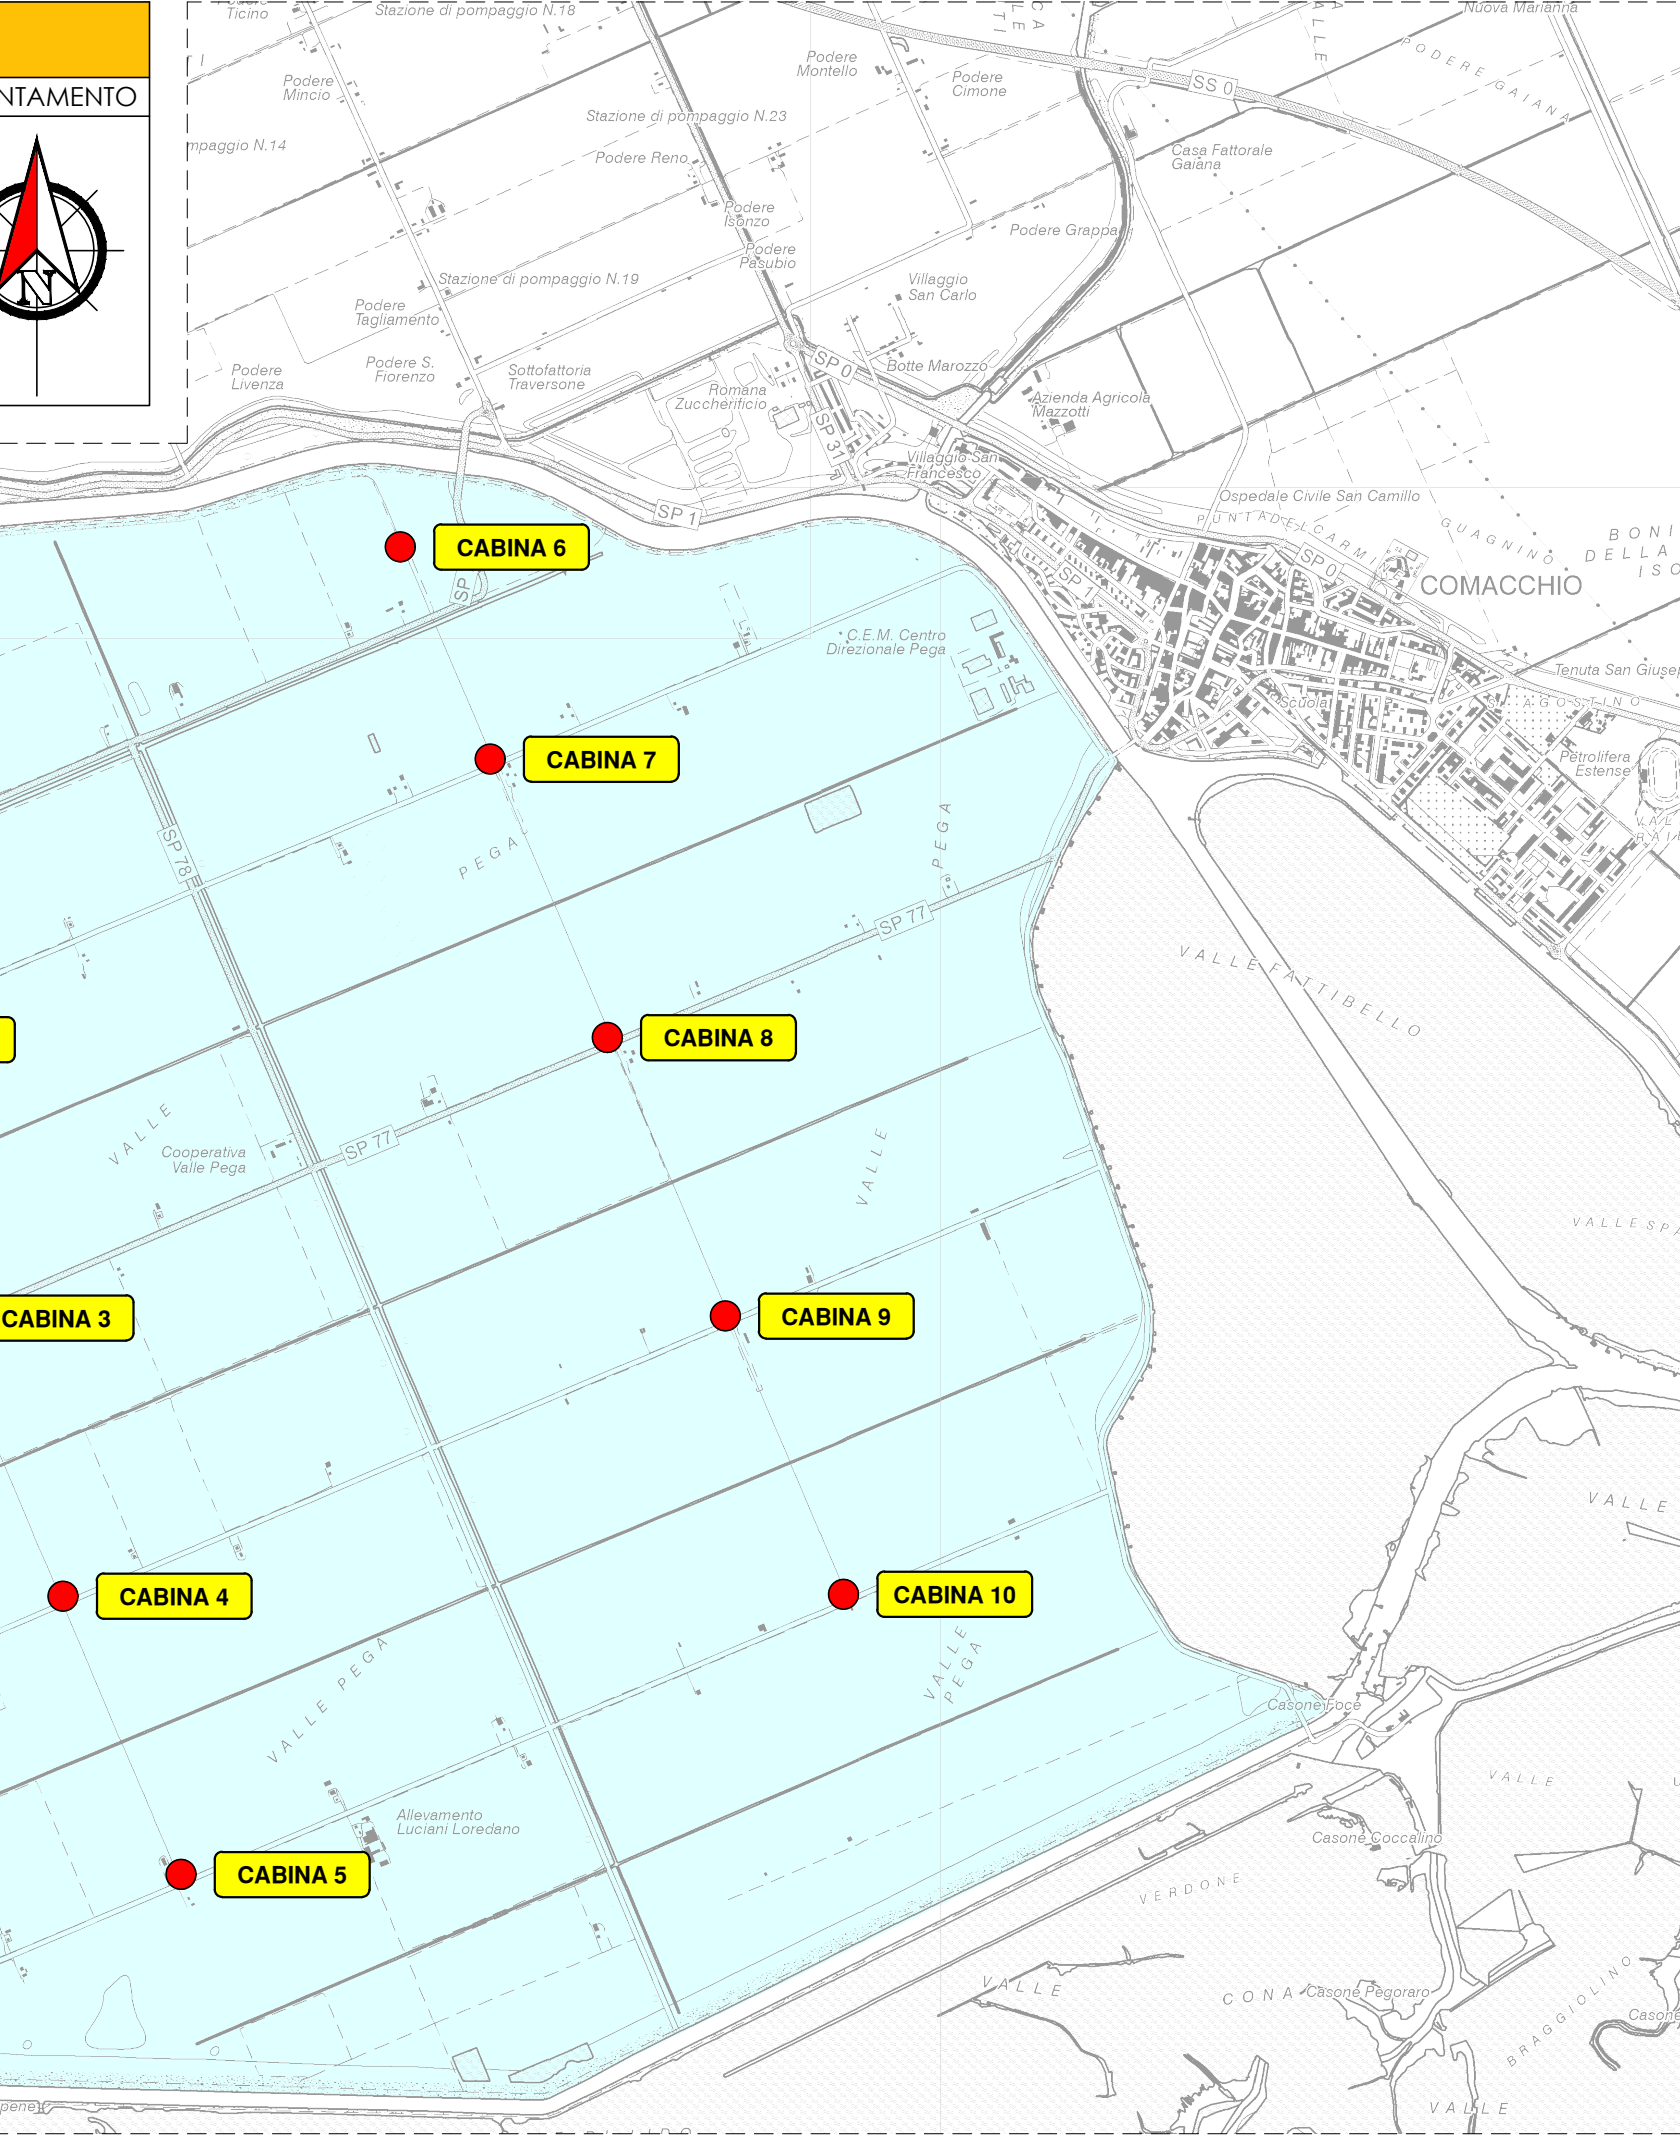 Ticino
Stazione di pompaggio N.18
Nuova Marianna
NTAMENTO
Podere
Mincio
Podere
Montello
Podere
Cimone
SS 0
PODERE GAIANA
Stazione di pompaggio N.23
mpaggio N.14
Podere Reno
Casa Fattorale
Gaiana
Podere
Isonzo
Podere Grappa
Podere
Pasubio
N
Stazione di pompaggio N.19
Villaggio
San Carlo
Podere
Tagliamento
Podere S.
Fiorenzo
Podere
Livenza
Sottofattoria
Traversone
SP 0
Botte Marozzo
Romana
Zuccherificio
Azienda Agricola
Mazzotti
SP 31
Villaggio San
Francesco
SP 1
Ospedale Civile San Camillo
PUNTA DEL CARMINE
GUAGNINO
BONI
DELLA
ISO
CABINA 6
SP
SP 1
SP 0
COMACCHIO
C.E.M. Centro
Direzionale Pega
Tenuta San Giusep
Scuola
S. AGOSTINO
CABINA 7
Petrolifera
Estense
SP 78
PEGA
PEGA
SP 77
VALLE FATTIBELLO
CABINA 8
VALLE
SP 77
Cooperativa
Valle Pega
VALLE
VALLE SPA
CABINA 3
CABINA 9
VALLE
CABINA 4
CABINA 10
VALLE PEGA
VALLE
PEGA
Casone Foce
VALLE
Allevamento
Luciani Loredano
Casone Coccalino
CABINA 5
VERDONE
VALLE
CONA
Casone Pegoraro
BRAGGIOLINO
Casone
VALLE